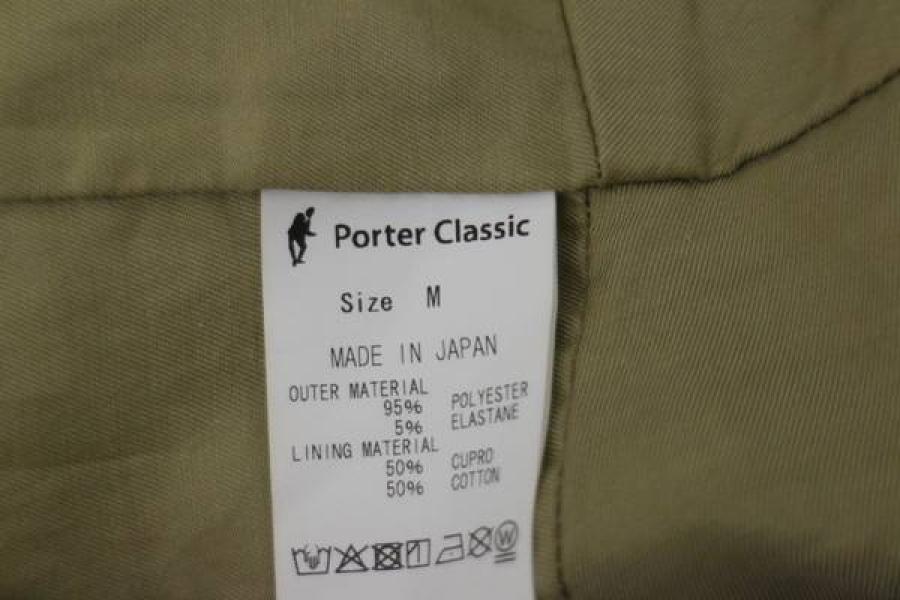 Porter Classic
Size M
MADE IN JAPAN
OUTER MATERIAL
95% POLYESTER
5% ELASTANE
LINING MATERIAL
50% CUPRO
50% COTTON
W